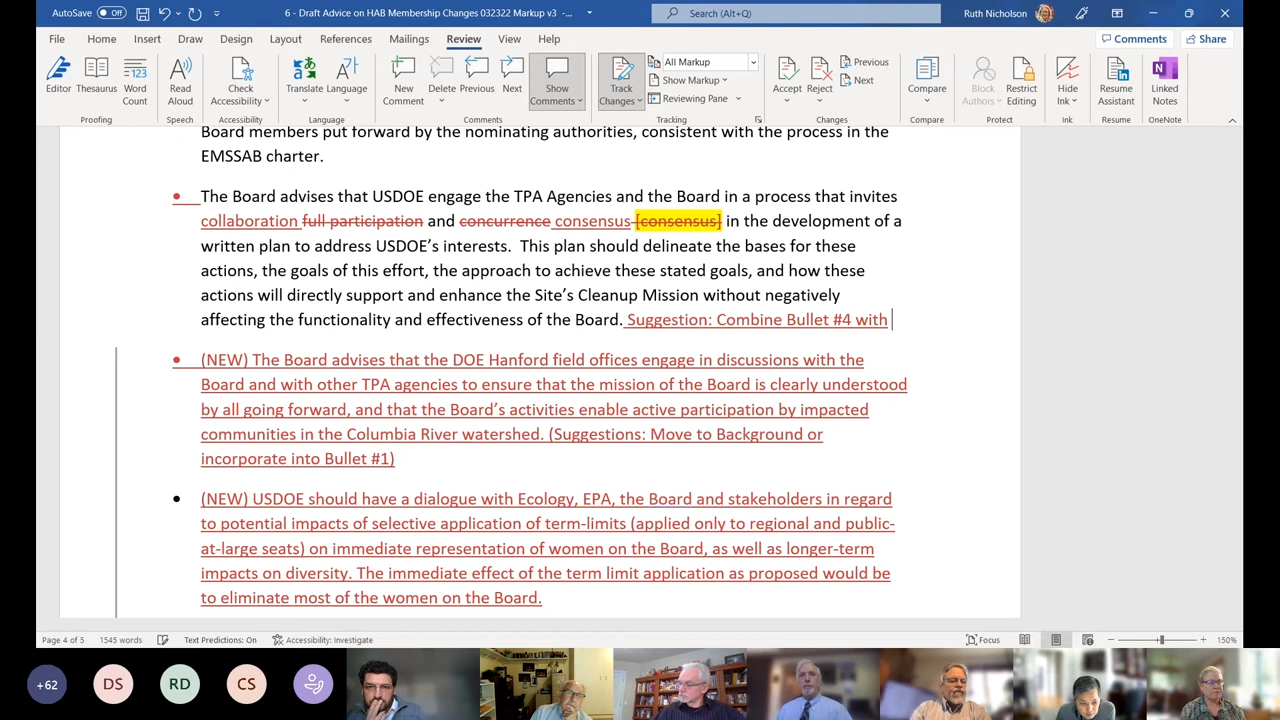 AutoSave Off 6 - Draft Advice on HAB Membership Changes 032322 Markup v3 -... Search (Alt+Q) Ruth Nicholson
File Home Insert Draw Design Layout References Mailings Review View Help Comments Share
Editor Thesaurus Word Count Read Aloud Check Accessibility Translate Language New Comment Delete Previous Next Show Comments Track Changes All Markup Show Markup Reviewing Pane Accept Reject Previous Next Compare Block Authors Restrict Editing Hide Ink Resume Assistant Linked Notes
Proofing Speech Accessibility Language Comments Tracking Changes Compare Protect Ink Resume OneNote
Board members put forward by the nominating authorities, consistent with the process in the
EMSSAB charter.
• The Board advises that USDOE engage the TPA Agencies and the Board in a process that invites
collaboration full participation and concurrence consensus [consensus] in the development of a
written plan to address USDOE's interests. This plan should delineate the bases for these
actions, the goals of this effort, the approach to achieve these stated goals, and how these
actions will directly support and enhance the Site's Cleanup Mission without negatively
affecting the functionality and effectiveness of the Board. Suggestion: Combine Bullet #4 with
• (NEW) The Board advises that the DOE Hanford field offices engage in discussions with the
Board and with other TPA agencies to ensure that the mission of the Board is clearly understood
by all going forward, and that the Board's activities enable active participation by impacted
communities in the Columbia River watershed. (Suggestions: Move to Background or
incorporate into Bullet #1)
• (NEW) USDOE should have a dialogue with Ecology, EPA, the Board and stakeholders in regard
to potential impacts of selective application of term-limits (applied only to regional and public-
at-large seats) on immediate representation of women on the Board, as well as longer-term
impacts on diversity. The immediate effect of the term limit application as proposed would be
to eliminate most of the women on the Board.
Page 4 of 5 1545 words Text Predictions: On Accessibility: Investigate Focus 150%
+62 DS RD CS